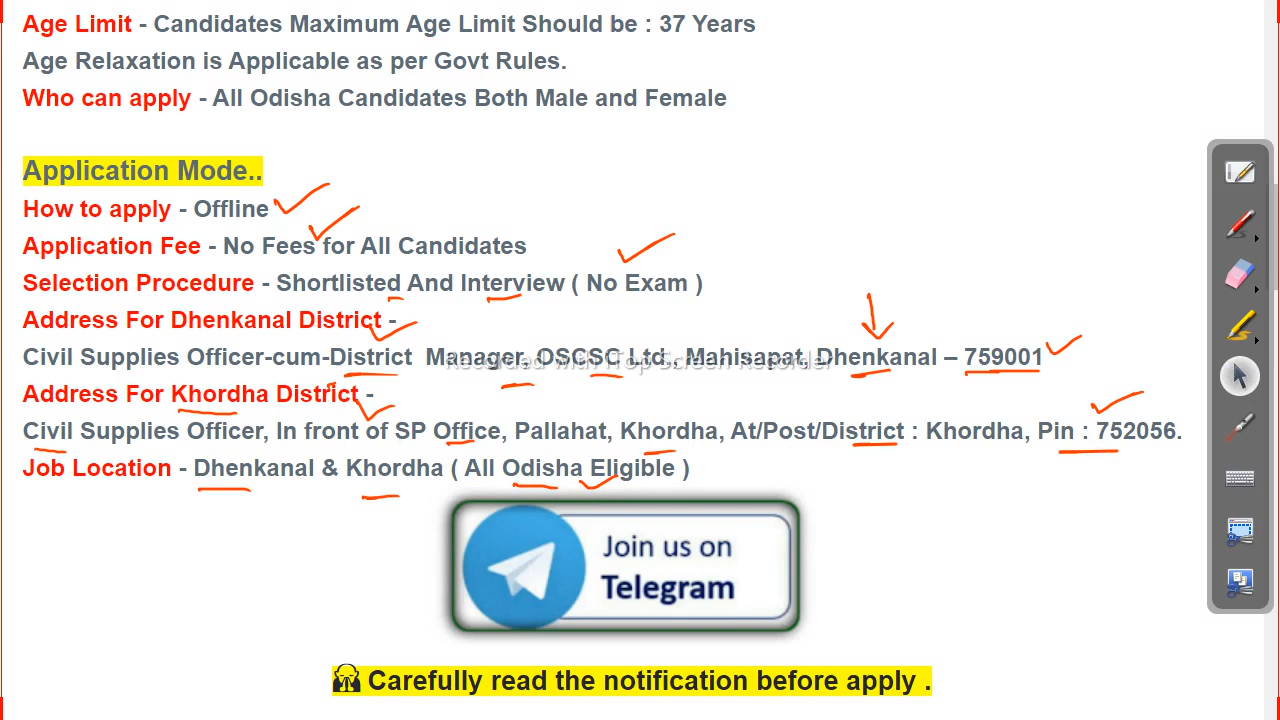 Age Limit - Candidates Maximum Age Limit Should be : 37 Years
Age Relaxation is Applicable as per Govt Rules.
Who can apply - All Odisha Candidates Both Male and Female
Application Mode..
How to apply - Offline
Application Fee - No Fees for All Candidates
Selection Procedure - Shortlisted And Interview ( No Exam )
Address For Dhenkanal District -
Civil Supplies Officer-cum-District Manager, OSCSC Ltd., Mahisapat, Dhenkanal – 759001
Recorded with iTop Screen Recorder
Address For Khordha District -
Civil Supplies Officer, In front of SP Office, Pallahat, Khordha, At/Post/District : Khordha, Pin : 752056.
Job Location - Dhenkanal & Khordha ( All Odisha Eligible )
Join us on
Telegram
Carefully read the notification before apply .